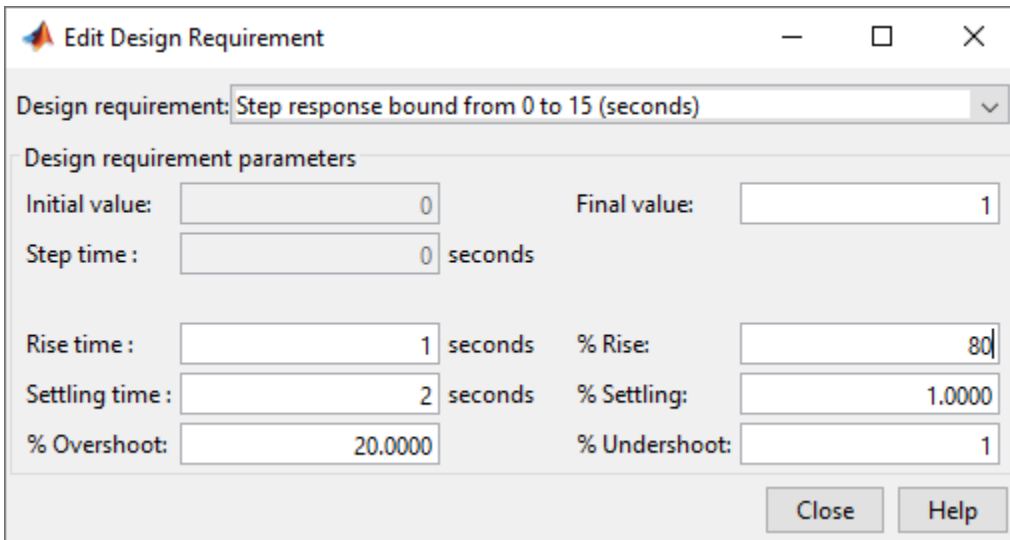 Edit Design Requirement
Design requirement: Step response bound from 0 to 15 (seconds)
Design requirement parameters
Initial value: 0 Final value: 1
Step time : 0 seconds
Rise time : 1 seconds % Rise: 80
Settling time : 2 seconds % Settling: 1.0000
% Overshoot: 20.0000 % Undershoot: 1
Close Help